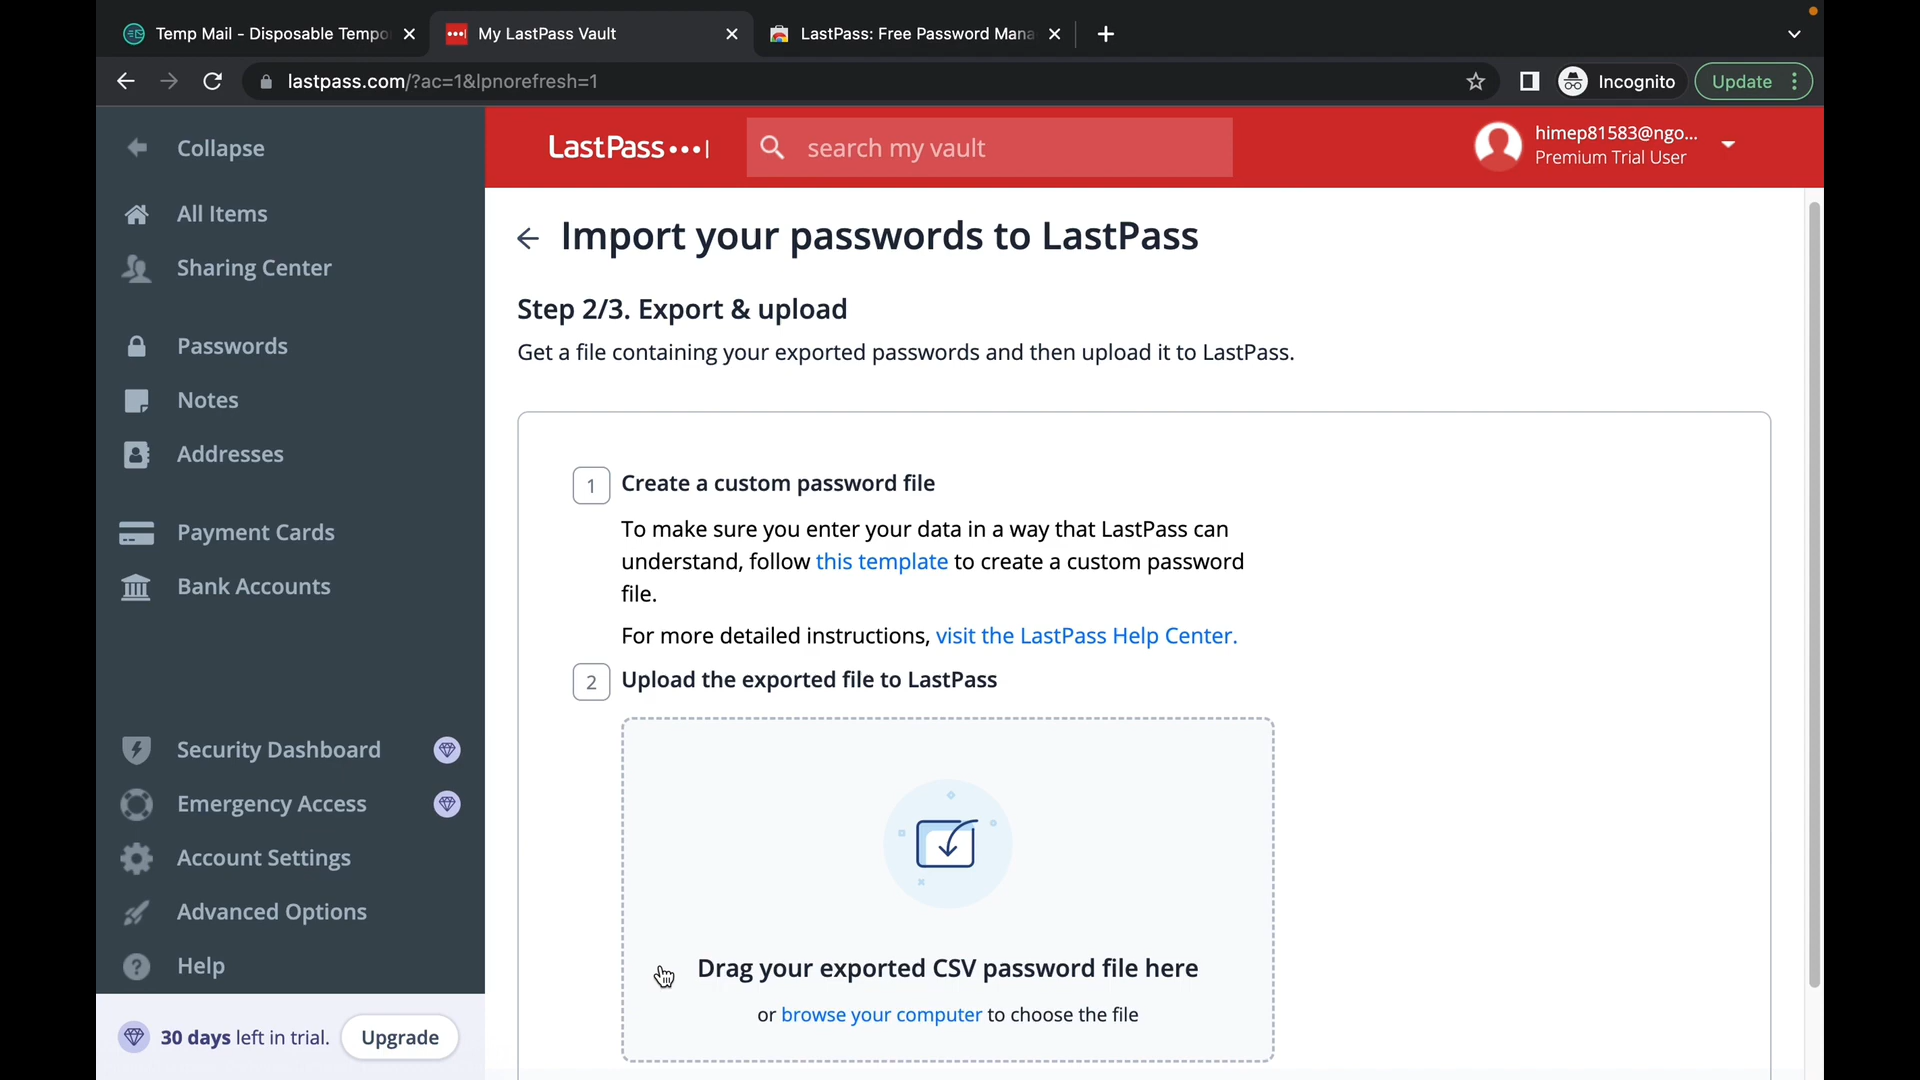 Temp Mail - Disposable Tempo
My LastPass Vault
LastPass: Free Password Mana
lastpass.com/?ac=1&lpnorefresh=1
Incognito
Update
Collapse
All Items
Sharing Center
Passwords
Notes
Addresses
Payment Cards
Bank Accounts
Security Dashboard
Emergency Access
Account Settings
Advanced Options
Help
30 days left in trial.
Upgrade
LastPass
search my vault
himep81583@ngo...
Premium Trial User
Import your passwords to LastPass
Step 2/3. Export & upload
Get a file containing your exported passwords and then upload it to LastPass.
1 Create a custom password file
To make sure you enter your data in a way that LastPass can
understand, follow this template to create a custom password
file.
For more detailed instructions, visit the LastPass Help Center.
2 Upload the exported file to LastPass
Drag your exported CSV password file here
or browse your computer to choose the file